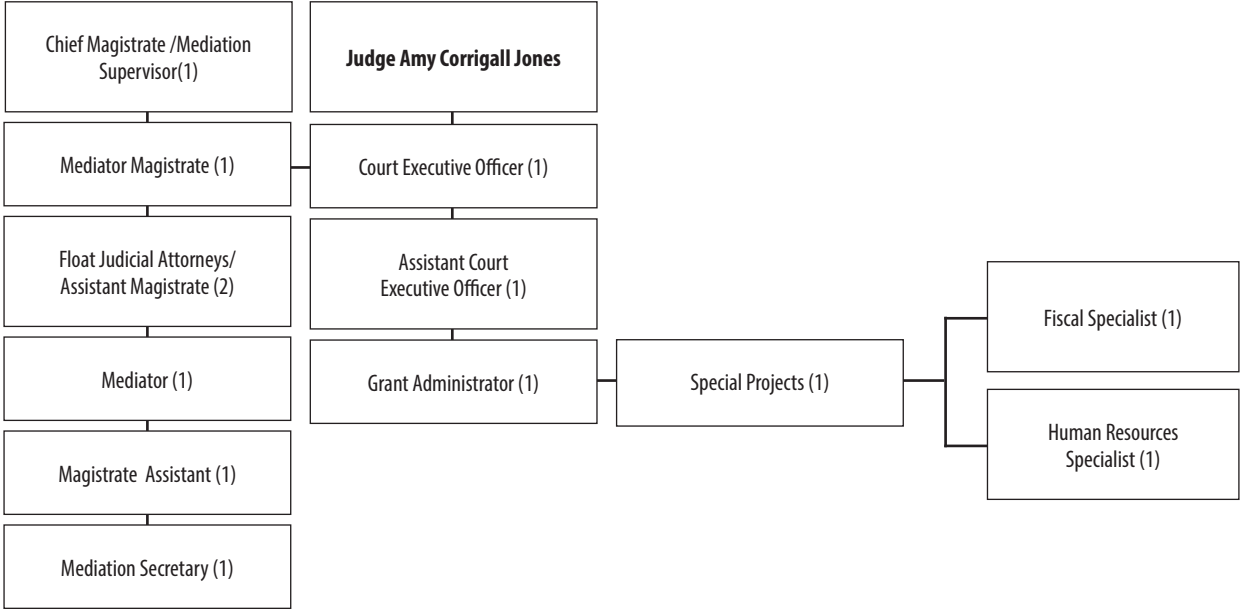 Chief Magistrate /Mediation
Supervisor(1)
Judge Amy Corrigall Jones
Mediator Magistrate (1)
Court Executive Officer (1)
Float Judicial Attorneys/
Assistant Magistrate (2)
Assistant Court
Executive Officer (1)
Fiscal Specialist (1)
Mediator (1)
Grant Administrator (1)
Special Projects (1)
Human Resources
Specialist (1)
Magistrate Assistant (1)
Mediation Secretary (1)